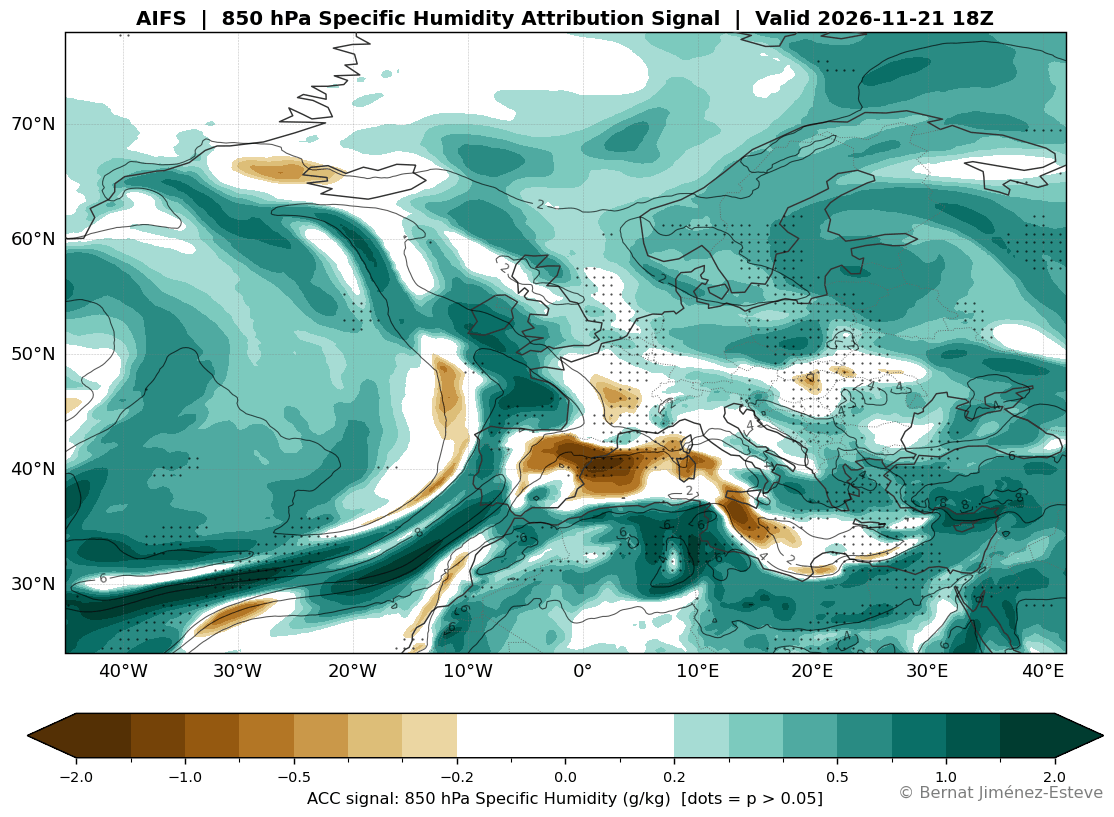 AIFS | 850 hPa Specific Humidity Attribution Signal | Valid 2026-11-21 18Z
70°N
60°N
50°N
40°N
30°N
40°W
30°W
20°W
10°W
0°
10°E
20°E
30°E
40°E
−2.0
−1.0
−0.5
−0.2
0.0
0.2
0.5
1.0
2.0
ACC signal: 850 hPa Specific Humidity (g/kg) [dots = p > 0.05]
© Bernat Jiménez-Esteve